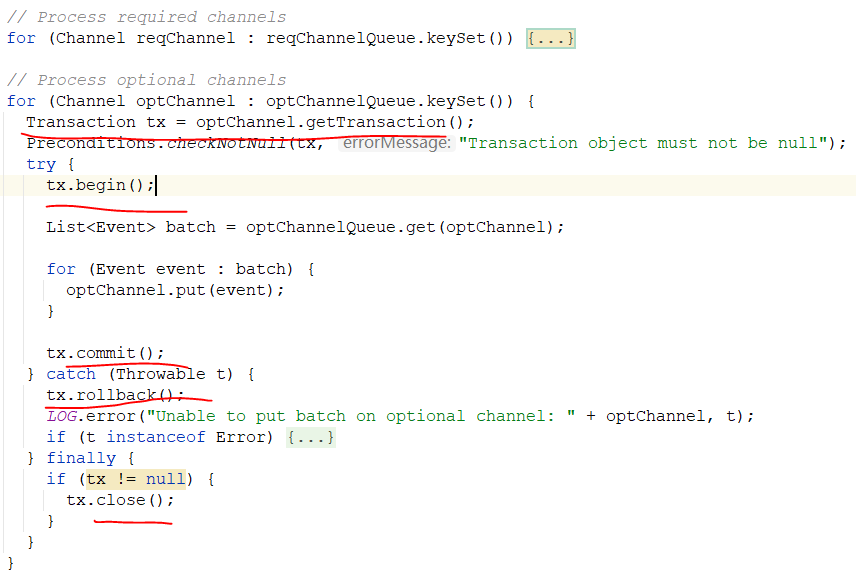 // Process required channels
for (Channel reqChannel : reqChannelQueue.keySet()) {...}
// Process optional channels
for (Channel optChannel : optChannelQueue.keySet()) {
Transaction tx = optChannel.getTransaction();
Preconditions.checkNotNull(tx, errorMessage: "Transaction object must not be null");
try {
tx.begin();
List<Event> batch = optChannelQueue.get(optChannel);
for (Event event : batch) {
optChannel.put(event);
}
tx.commit();
} catch (Throwable t) {
tx.rollback();
LOG.error("Unable to put batch on optional channel: " + optChannel, t);
if (t instanceof Error) {...}
} finally {
if (tx != null) {
tx.close();
}
}
}